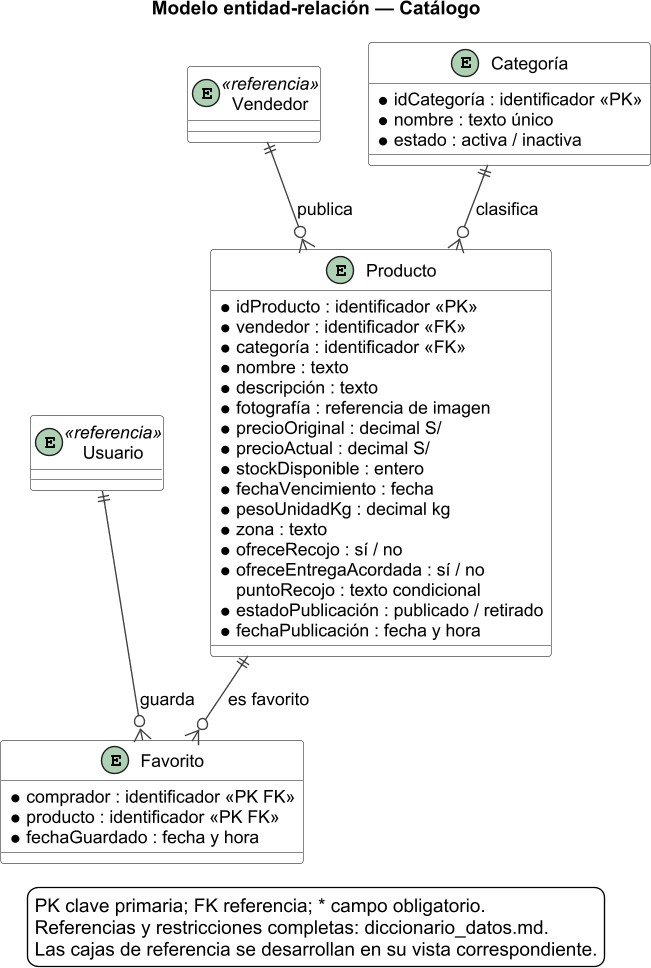 Modelo entidad-relación — Catálogo
E «referencia»
Vendedor
E Categoría
● idCategoría : identificador «PK»
● nombre : texto único
● estado : activa / inactiva
publica
clasifica
E Producto
● idProducto : identificador «PK»
● vendedor : identificador «FK»
● categoría : identificador «FK»
● nombre : texto
● descripción : texto
● fotografía : referencia de imagen
● precioOriginal : decimal S/
● precioActual : decimal S/
● stockDisponible : entero
● fechaVencimiento : fecha
● pesoUnidadKg : decimal kg
● zona : texto
● ofreceRecojo : sí / no
● ofreceEntregaAcordada : sí / no
puntoRecojo : texto condicional
● estadoPublicación : publicado / retirado
● fechaPublicación : fecha y hora
E «referencia»
Usuario
guarda
es favorito
E Favorito
● comprador : identificador «PK FK»
● producto : identificador «PK FK»
● fechaGuardado : fecha y hora
PK clave primaria; FK referencia; * campo obligatorio.
Referencias y restricciones completas: diccionario_datos.md.
Las cajas de referencia se desarrollan en su vista correspondiente.